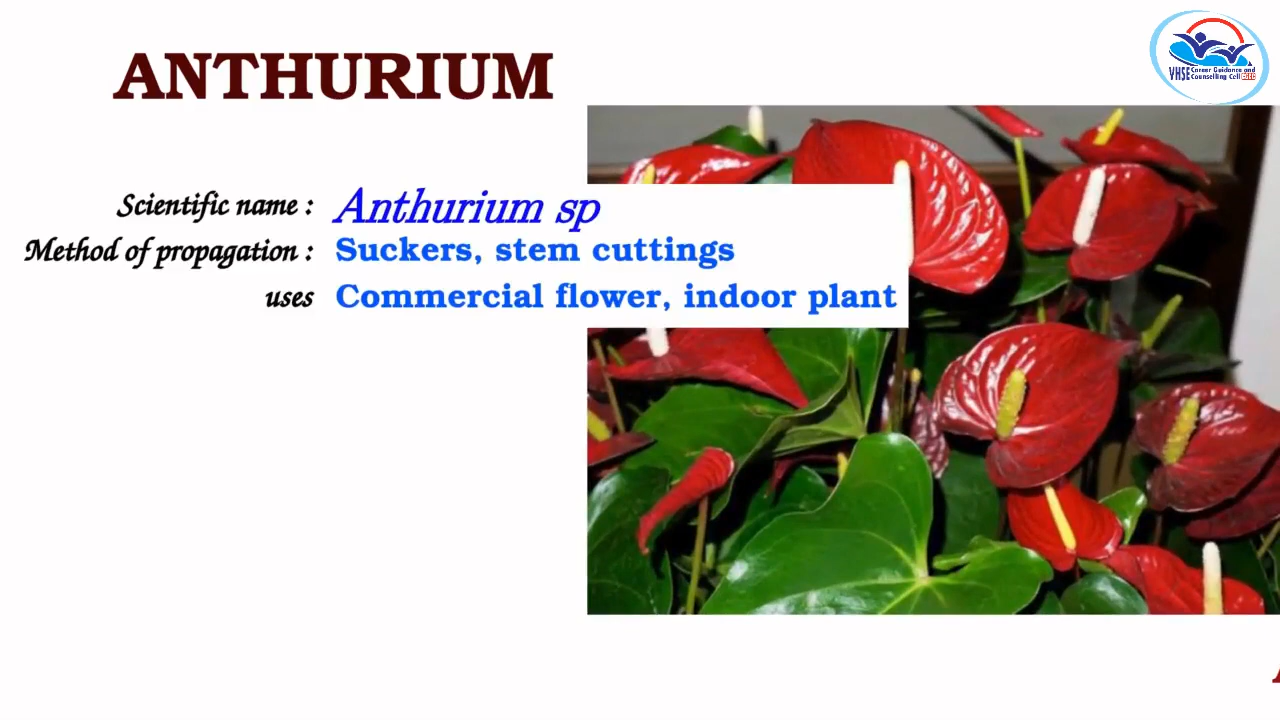 ANTHURIUM
VHSE Career Guidance and
Counselling Cell CGCC
Scientific name : Anthurium sp
Method of propagation : Suckers, stem cuttings
uses Commercial flower, indoor plant